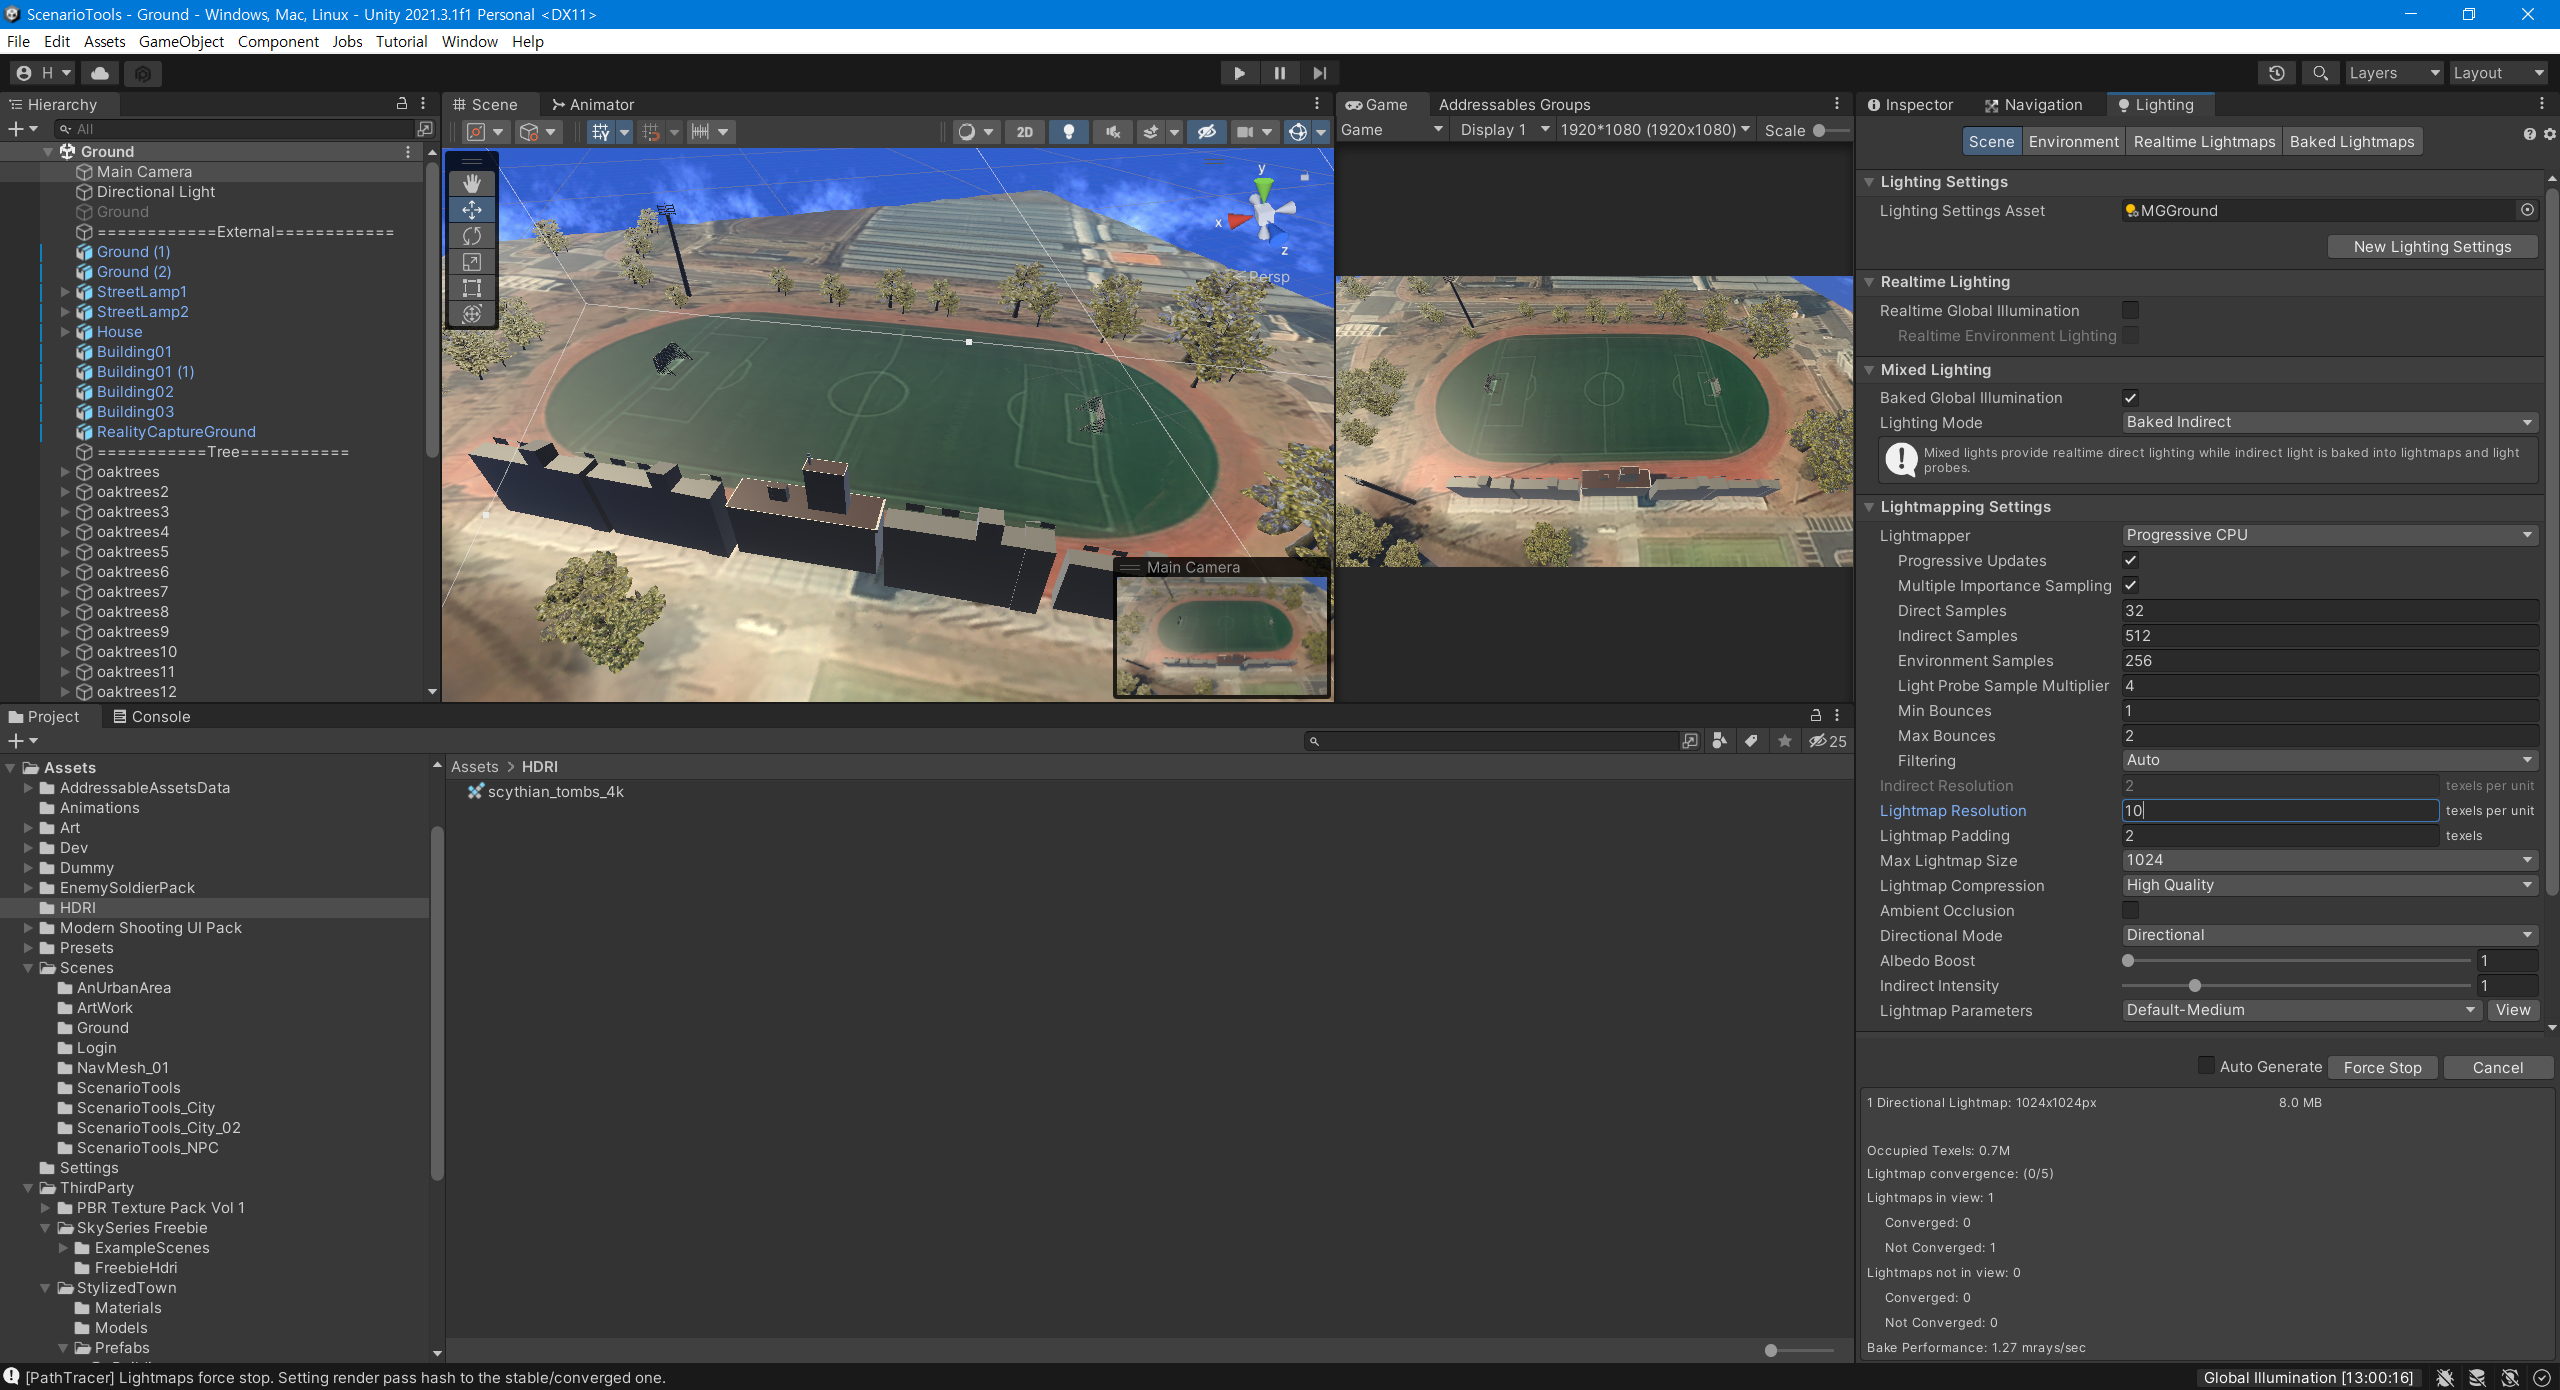 ScenarioTools - Ground - Windows, Mac, Linux - Unity 2021.3.1f1 Personal <DX11>
File Edit Assets GameObject Component Jobs Tutorial Window Help
H
Layers Layout
Hierarchy
All
Ground
Main Camera
Directional Light
Ground
============External============
Ground (1)
Ground (2)
StreetLamp1
StreetLamp2
House
Building01
Building01 (1)
Building02
Building03
RealityCaptureGround
===========Tree===========
oaktrees
oaktrees2
oaktrees3
oaktrees4
oaktrees5
oaktrees6
oaktrees7
oaktrees8
oaktrees9
oaktrees10
oaktrees11
oaktrees12
Scene Animator
2D
y
x
z
Persp
Main Camera
Game Addressables Groups
Game Display 1 1920*1080 (1920x1080) Scale
Inspector Navigation Lighting
Scene Environment Realtime Lightmaps Baked Lightmaps
Lighting Settings
Lighting Settings Asset MGGround
New Lighting Settings
Realtime Lighting
Realtime Global Illumination
Realtime Environment Lighting
Mixed Lighting
Baked Global Illumination
Lighting Mode Baked Indirect
Mixed lights provide realtime direct lighting while indirect light is baked into lightmaps and light
probes.
Lightmapping Settings
Lightmapper Progressive CPU
Progressive Updates
Multiple Importance Sampling
Direct Samples 32
Indirect Samples 512
Environment Samples 256
Light Probe Sample Multiplier 4
Min Bounces 1
Max Bounces 2
Filtering Auto
Indirect Resolution 2 texels per unit
Lightmap Resolution 10 texels per unit
Lightmap Padding 2 texels
Max Lightmap Size 1024
Lightmap Compression High Quality
Ambient Occlusion
Directional Mode Directional
Albedo Boost 1
Indirect Intensity 1
Lightmap Parameters Default-Medium View
Auto Generate Force Stop Cancel
1 Directional Lightmap: 1024x1024px 8.0 MB
Occupied Texels: 0.7M
Lightmap convergence: (0/5)
Lightmaps in view: 1
Converged: 0
Not Converged: 1
Lightmaps not in view: 0
Converged: 0
Not Converged: 0
Bake Performance: 1.27 mrays/sec
Project Console
25
Assets
AddressableAssetsData
Animations
Art
Dev
Dummy
EnemySoldierPack
HDRI
Modern Shooting UI Pack
Presets
Scenes
AnUrbanArea
ArtWork
Ground
Login
NavMesh_01
ScenarioTools
ScenarioTools_City
ScenarioTools_City_02
ScenarioTools_NPC
Settings
ThirdParty
PBR Texture Pack Vol 1
SkySeries Freebie
ExampleScenes
FreebieHdri
StylizedTown
Materials
Models
Prefabs
Assets > HDRI
scythian_tombs_4k
[PathTracer] Lightmaps force stop. Setting render pass hash to the stable/converged one.
Global Illumination [13:00:16]